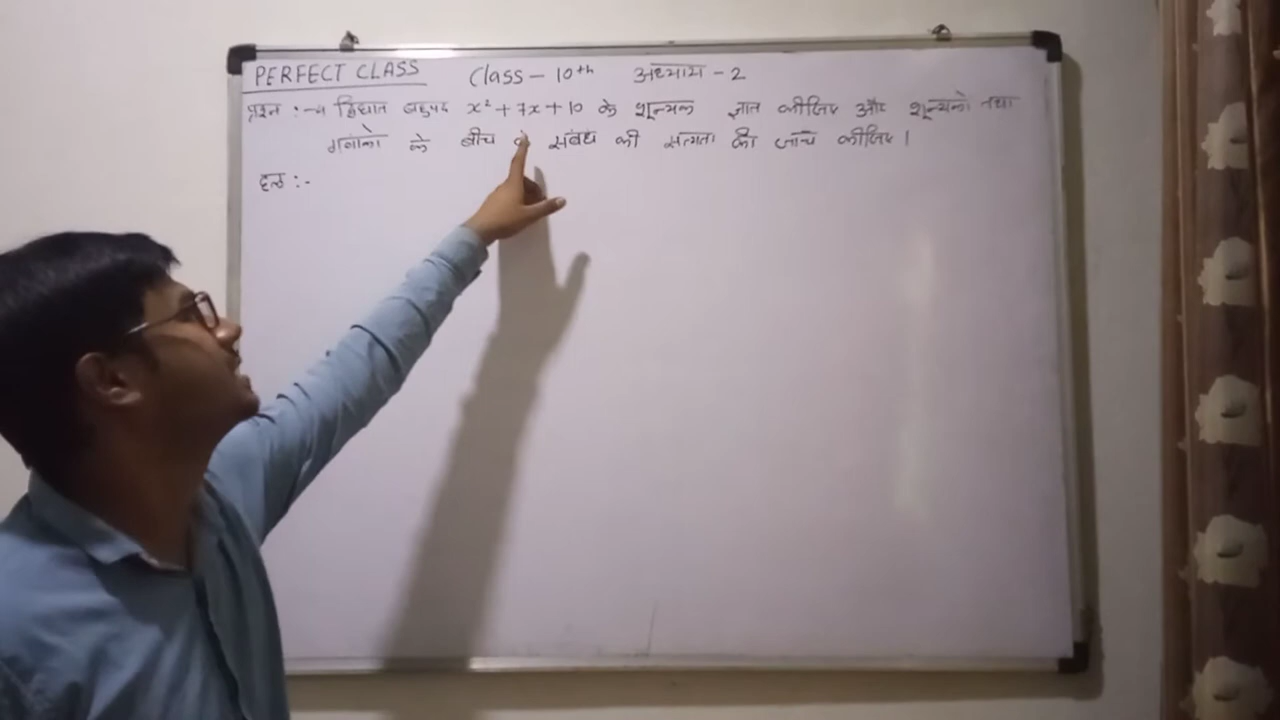 PERFECT CLASS Class - 10th अध्याय - 2
प्रश्न :→ द्विघात बहुपद x² + 7x + 10 के शून्यक ज्ञात कीजिए और शून्यको तथा
गुणांको के बीच के संबंध की सत्यता की जाँच कीजिए।
हल :-